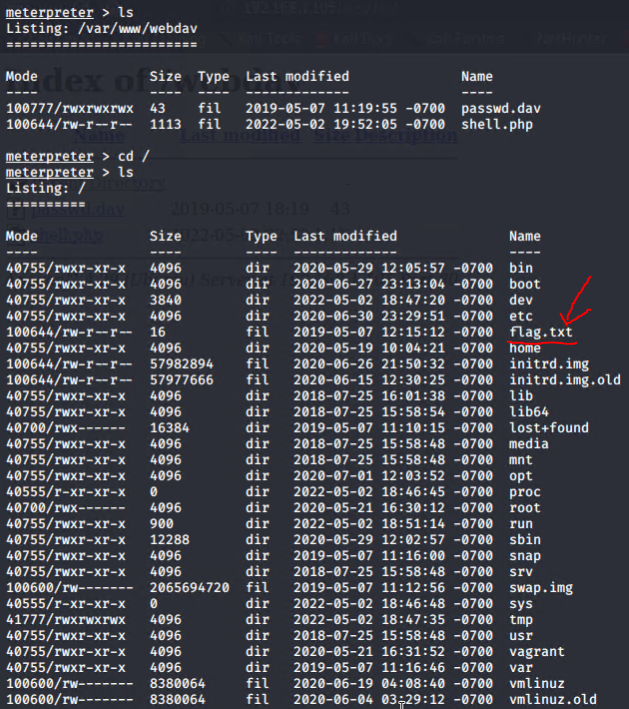 meterpreter > ls
Listing: /var/www/webdav
========================
Mode Size Type Last modified Name
---- ---- ---- ------------- ----
100777/rwxrwxrwx 43 fil 2019-05-07 11:19:55 -0700 passwd.dav
100644/rw-r--r-- 1113 fil 2022-05-02 19:52:05 -0700 shell.php
meterpreter > cd /
meterpreter > ls
Listing: /
==========
Mode Size Type Last modified Name
---- ---- ---- ------------- ----
40755/rwxr-xr-x 4096 dir 2020-05-29 12:05:57 -0700 bin
40755/rwxr-xr-x 4096 dir 2020-06-27 23:13:04 -0700 boot
40755/rwxr-xr-x 3840 dir 2022-05-02 18:47:20 -0700 dev
40755/rwxr-xr-x 4096 dir 2020-06-30 23:29:51 -0700 etc
100644/rw-r--r-- 16 fil 2019-05-07 12:15:12 -0700 flag.txt
40755/rwxr-xr-x 4096 dir 2020-05-19 10:04:21 -0700 home
100644/rw-r--r-- 57982894 fil 2020-06-26 21:50:32 -0700 initrd.img
100644/rw-r--r-- 57977666 fil 2020-06-15 12:30:25 -0700 initrd.img.old
40755/rwxr-xr-x 4096 dir 2018-07-25 16:01:38 -0700 lib
40755/rwxr-xr-x 4096 dir 2018-07-25 15:58:54 -0700 lib64
40700/rwx------ 16384 dir 2019-05-07 11:10:15 -0700 lost+found
40755/rwxr-xr-x 4096 dir 2018-07-25 15:58:48 -0700 media
40755/rwxr-xr-x 4096 dir 2018-07-25 15:58:48 -0700 mnt
40755/rwxr-xr-x 4096 dir 2020-07-01 12:03:52 -0700 opt
40555/r-xr-xr-x 0 dir 2022-05-02 18:46:45 -0700 proc
40700/rwx------ 4096 dir 2020-05-21 16:30:12 -0700 root
40755/rwxr-xr-x 900 dir 2022-05-02 18:51:14 -0700 run
40755/rwxr-xr-x 12288 dir 2020-05-29 12:02:57 -0700 sbin
40755/rwxr-xr-x 4096 dir 2019-05-07 11:16:00 -0700 snap
40755/rwxr-xr-x 4096 dir 2018-07-25 15:58:48 -0700 srv
100600/rw------- 2065694720 fil 2019-05-07 11:12:56 -0700 swap.img
40555/r-xr-xr-x 0 dir 2022-05-02 18:46:48 -0700 sys
41777/rwxrwxrwx 4096 dir 2022-05-02 18:47:35 -0700 tmp
40755/rwxr-xr-x 4096 dir 2018-07-25 15:58:48 -0700 usr
40755/rwxr-xr-x 4096 dir 2020-05-21 16:31:52 -0700 vagrant
40755/rwxr-xr-x 4096 dir 2019-05-07 11:16:46 -0700 var
100600/rw------- 8380064 fil 2020-06-19 04:08:40 -0700 vmlinuz
100600/rw------- 8380064 fil 2020-06-04 03:29:12 -0700 vmlinuz.old